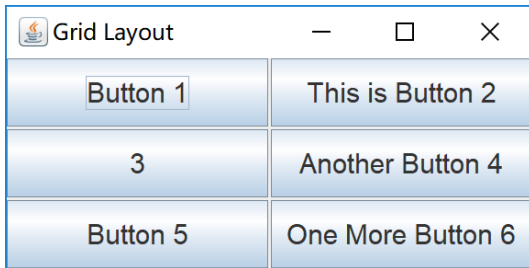 Grid Layout
Button 1
This is Button 2
3
Another Button 4
Button 5
One More Button 6